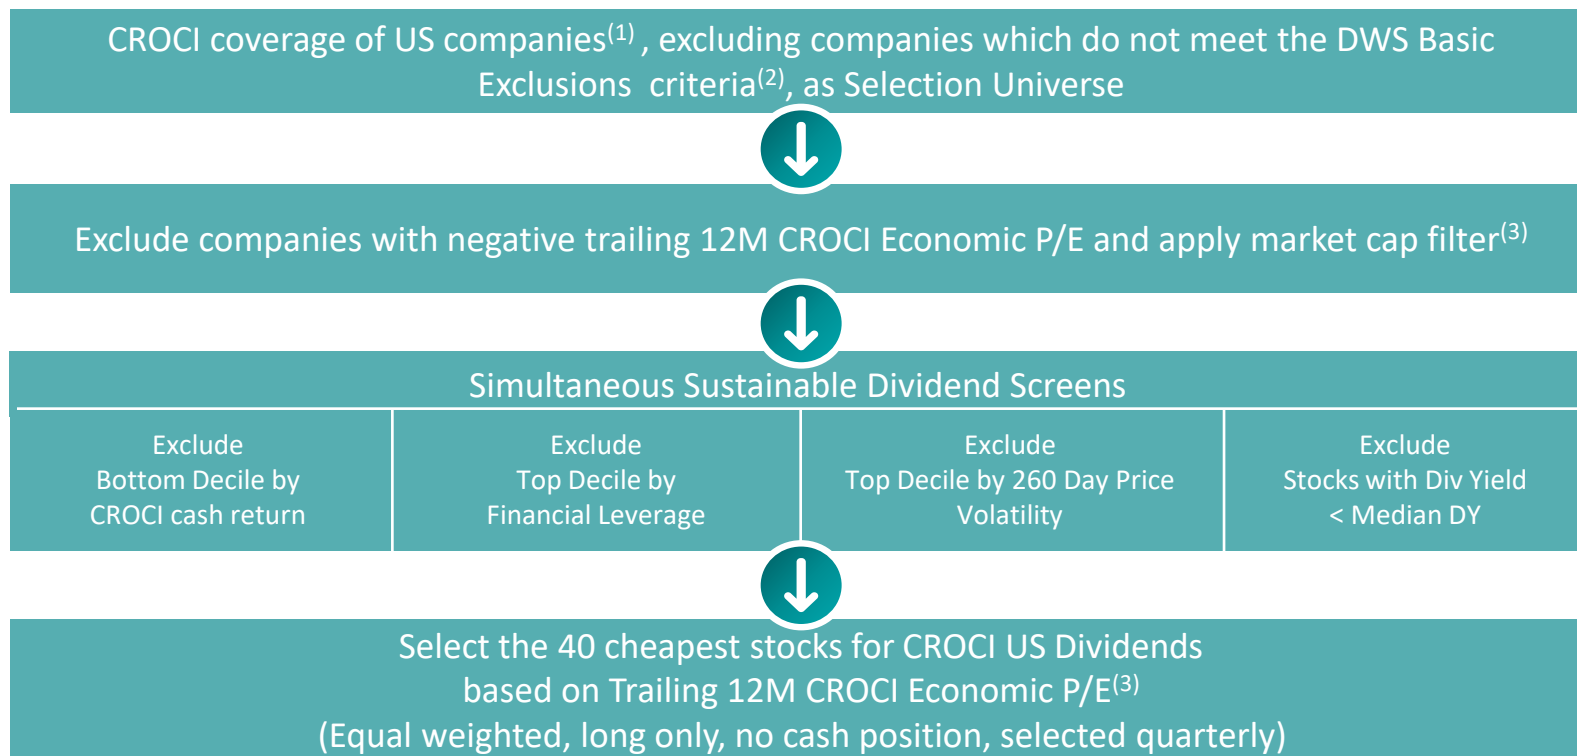 CROCI coverage of US companies(1) , excluding companies which do not meet the DWS Basic
Exclusions criteria(2), as Selection Universe
Exclude companies with negative trailing 12M CROCI Economic P/E and apply market cap filter(3)
Simultaneous Sustainable Dividend Screens
Exclude
Bottom Decile by
CROCI cash return
Exclude
Top Decile by
Financial Leverage
Exclude
Top Decile by 260 Day Price
Volatility
Exclude
Stocks with Div Yield
< Median DY
Select the 40 cheapest stocks for CROCI US Dividends
based on Trailing 12M CROCI Economic P/E(3)
(Equal weighted, long only, no cash position, selected quarterly)